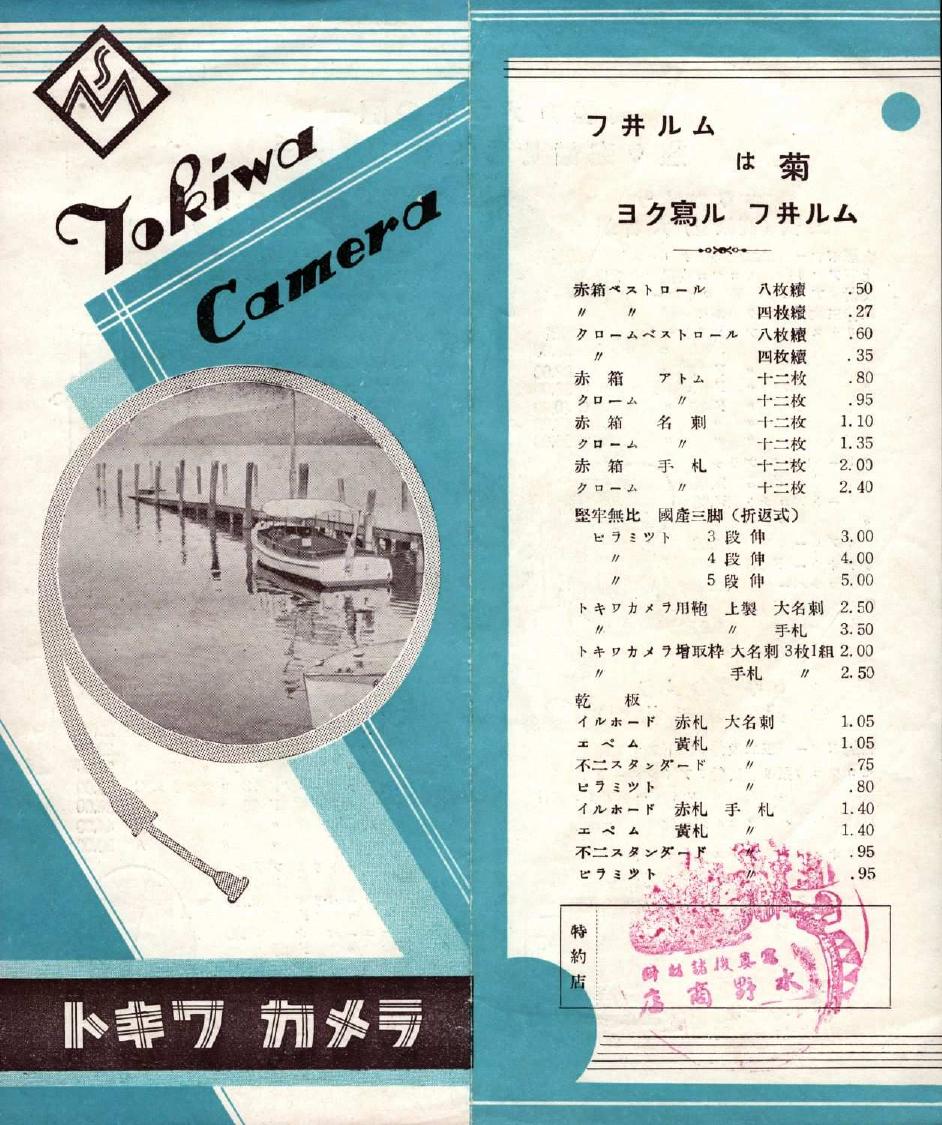 SM
Tokiwa
Camera
トキワ カメラ
フ井ルム
は 菊
ヨク寫ル フ井ルム
赤箱ベストロール 八枚續 .50
〃 〃 四枚續 .27
クロームベストロール 八枚續 .60
〃 四枚續 .35
赤箱 アトム 十二枚 .80
クローム 〃 十二枚 .95
赤箱 名刺 十二枚 1.10
クローム 〃 十二枚 1.35
赤箱 手札 十二枚 2.00
クローム 〃 十二枚 2.40
堅牢無比 國產三脚(折返式)
ピラミツト 3段伸 3.00
〃 4段伸 4.00
〃 5段伸 5.00
トキワカメラ用鞄 上製 大名刺 2.50
〃 〃 手札 3.50
トキワカメラ增取枠 大名刺3枚1組 2.00
〃 手札 〃 2.50
乾板
イルホード 赤札 大名刺 1.05
エペム 黃札 〃 1.05
不二スタンダード 〃 .75
ピラミツト 〃 .80
イルホード 赤札 手札 1.40
エペム 黃札 〃 1.40
不二スタンダード 〃 .95
ピラミツト 〃 .95
特約店
寫眞機諸材料
水野商店